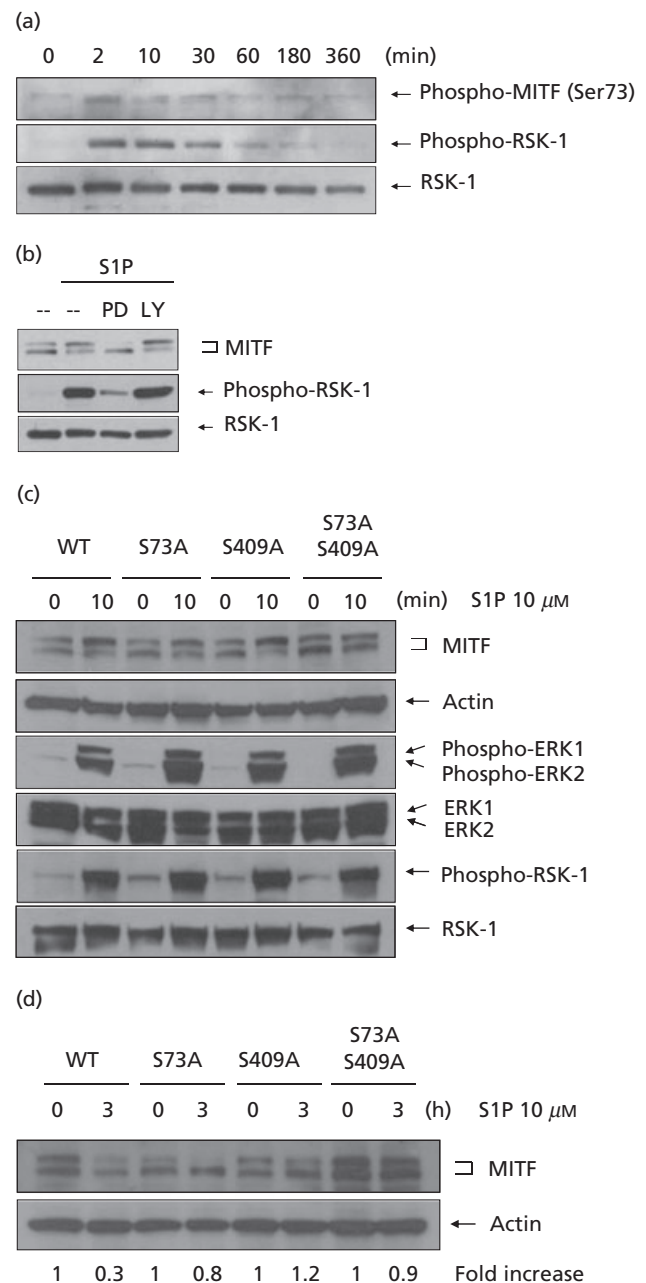 (a)
0 2 10 30 60 180 360 (min)
Phospho-MITF (Ser73)
Phospho-RSK-1
RSK-1
(b)
S1P
-- -- PD LY
MITF
Phospho-RSK-1
RSK-1
(c)
WT S73A S409A S73A
S409A
0 10 0 10 0 10 0 10 (min) S1P 10 μM
MITF
Actin
Phospho-ERK1
Phospho-ERK2
ERK1
ERK2
Phospho-RSK-1
RSK-1
(d)
WT S73A S409A S73A
S409A
0 3 0 3 0 3 0 3 (h) S1P 10 μM
MITF
Actin
1 0.3 1 0.8 1 1.2 1 0.9 Fold increase